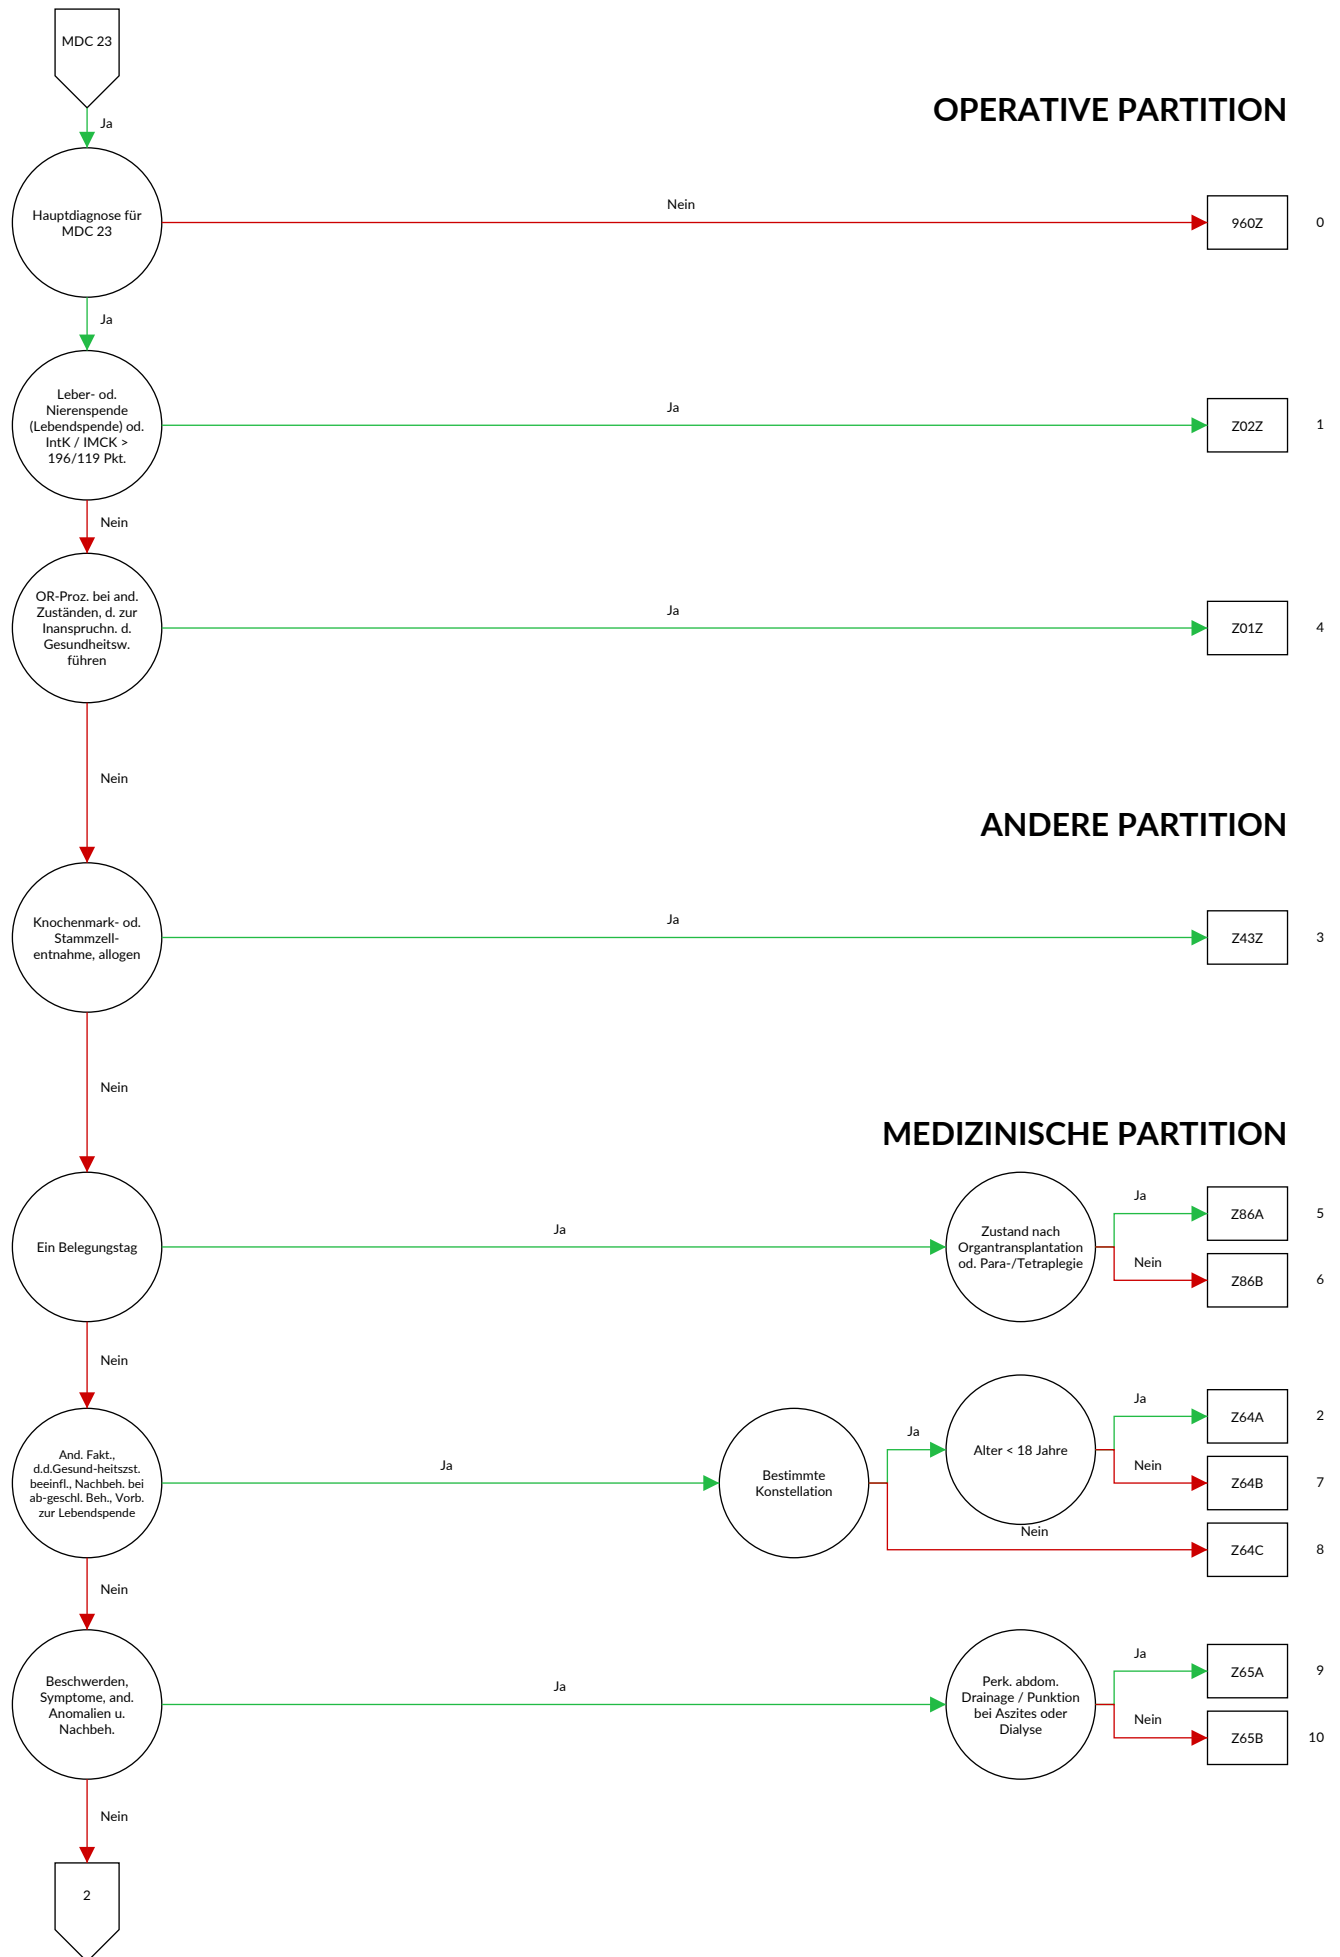 MDC 23
Ja
OPERATIVE PARTITION
Hauptdiagnose für
MDC 23
Nein
960Z
0
Ja
Leber- od.
Nierenspende
(Lebendspende) od.
IntK / IMCK >
196/119 Pkt.
Ja
Z02Z
1
Nein
OR-Proz. bei and.
Zuständen, d. zur
Inanspruchn. d.
Gesundheitsw.
führen
Ja
Z01Z
4
Nein
ANDERE PARTITION
Knochenmark- od.
Stammzell-
entnahme, allogen
Ja
Z43Z
3
Nein
MEDIZINISCHE PARTITION
Ein Belegungstag
Ja
Zustand nach
Organtransplantation
od. Para-/Tetraplegie
Ja
Z86A
5
Nein
Z86B
6
Nein
And. Fakt.,
d.d.Gesund-heitszst.
beeinfl., Nachbeh. bei
ab-geschl. Beh., Vorb.
zur Lebendspende
Ja
Bestimmte
Konstellation
Ja
Alter < 18 Jahre
Ja
Z64A
2
Nein
Z64B
7
Nein
Z64C
8
Nein
Beschwerden,
Symptome, and.
Anomalien u.
Nachbeh.
Ja
Perk. abdom.
Drainage / Punktion
bei Aszites oder
Dialyse
Ja
Z65A
9
Nein
Z65B
10
Nein
2